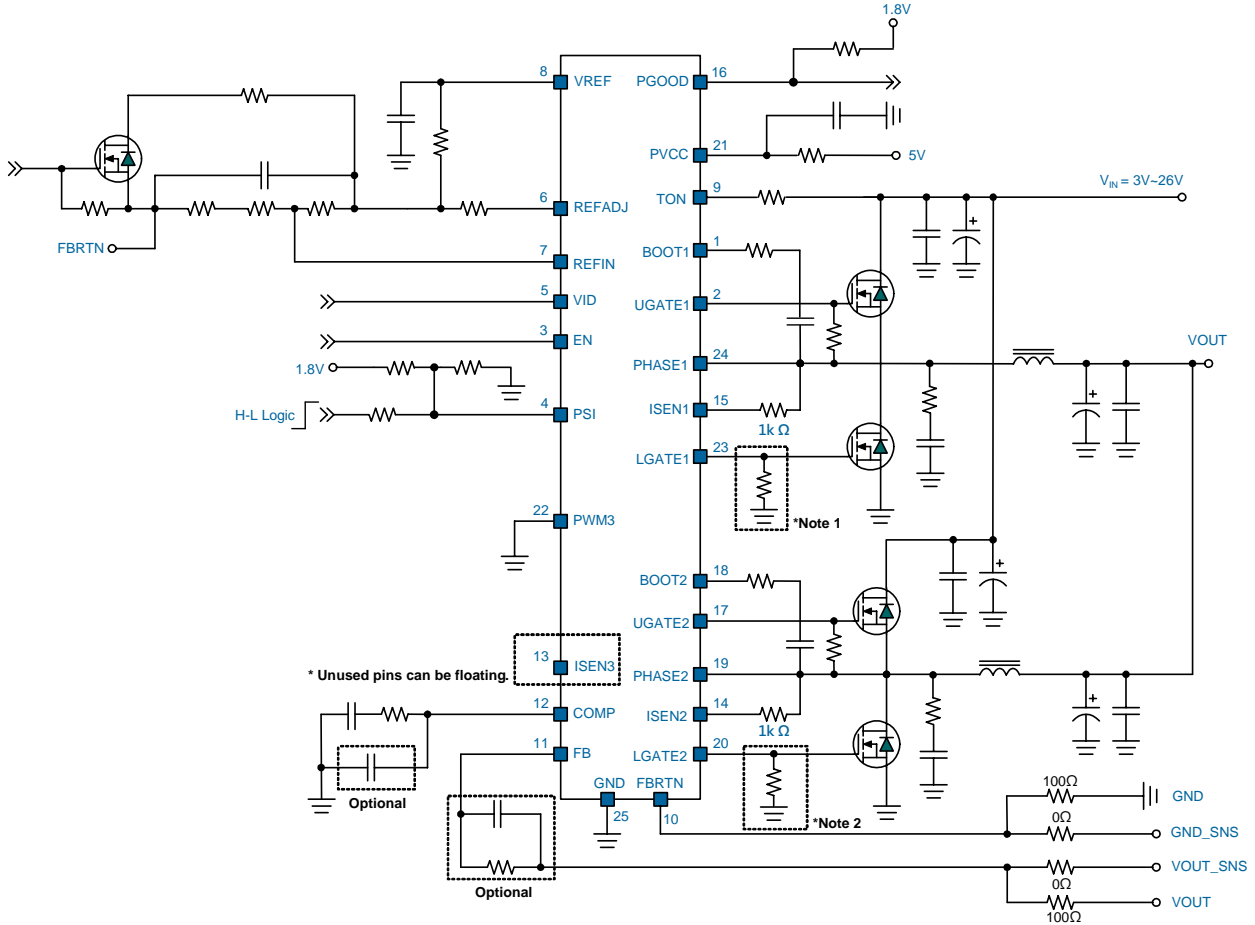 1.8V
8
VREF
PGOOD
16
21
PVCC
5V
9
TON
V_IN = 3V~26V
6
REFADJ
FBRTN
7
REFIN
1
BOOT1
5
VID
2
UGATE1
3
EN
24
PHASE1
VOUT
1.8V
H-L Logic
4
PSI
15
ISEN1
1k Ω
23
LGATE1
*Note 1
22
PWM3
18
BOOT2
17
UGATE2
13
ISEN3
* Unused pins can be floating.
19
PHASE2
12
COMP
14
ISEN2
1k Ω
11
FB
20
LGATE2
Optional
GND
FBRTN
25
10
*Note 2
100Ω
GND
0Ω
GND_SNS
VOUT_SNS
0Ω
Optional
VOUT
100Ω